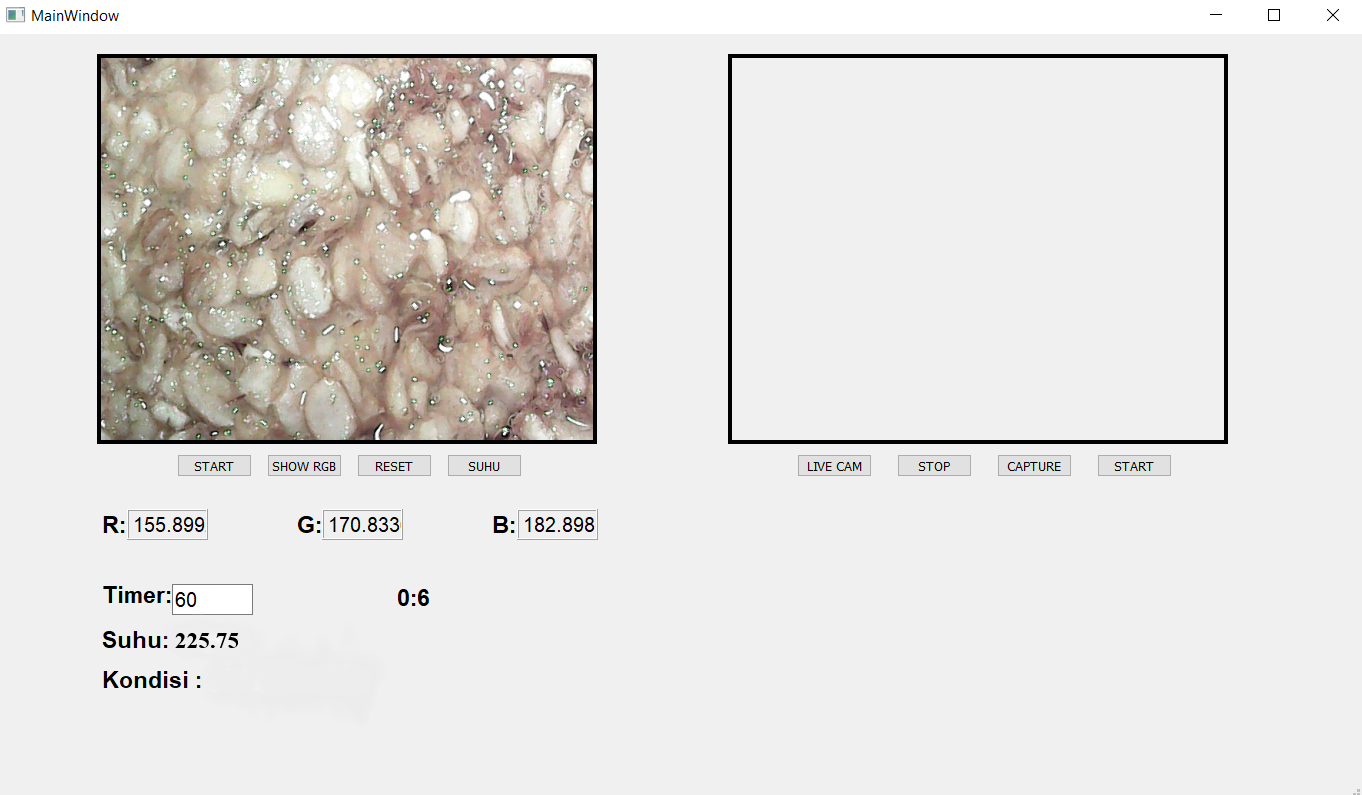 MainWindow
START SHOW RGB RESET SUHU LIVE CAM STOP CAPTURE START
R: 155.899 G: 170.833 B: 182.898
Timer: 60 0:6
Suhu: 225.75
Kondisi :